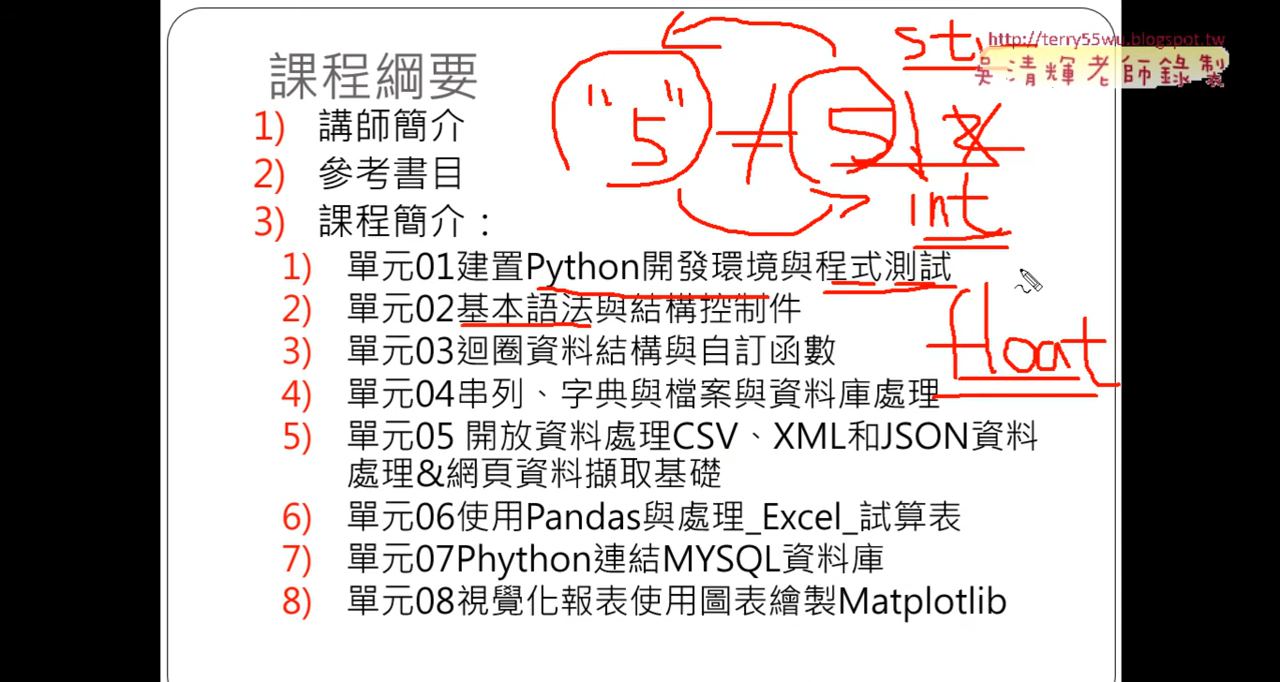 http://terry55wu.blogspot.tw
吳清輝老師錄製
課程綱要
"5" ≠ 5
int
float
1) 講師簡介
2) 參考書目
3) 課程簡介：
1) 單元01建置Python開發環境與程式測試
2) 單元02基本語法與結構控制件
3) 單元03迴圈資料結構與自訂函數
4) 單元04串列、字典與檔案與資料庫處理
5) 單元05 開放資料處理CSV、XML和JSON資料
處理&網頁資料擷取基礎
6) 單元06使用Pandas與處理_Excel_試算表
7) 單元07Phython連結MYSQL資料庫
8) 單元08視覺化報表使用圖表繪製Matplotlib